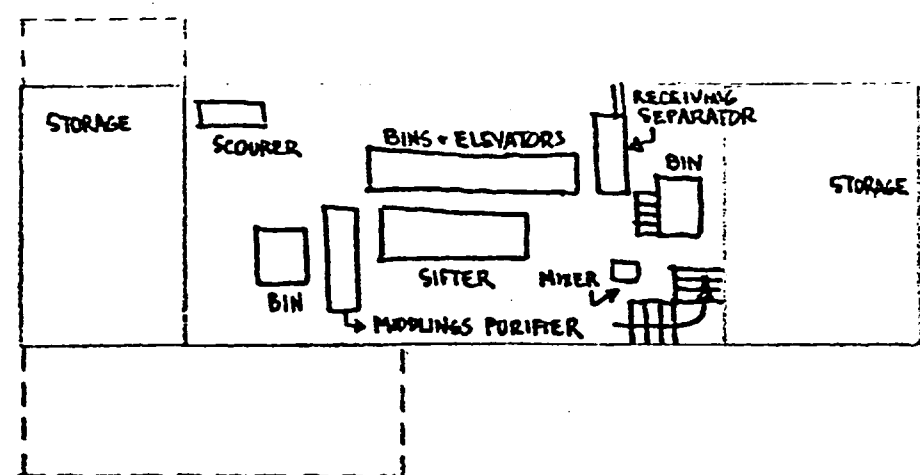 STORAGE
SCOURER
BINS + ELEVATORS
RECEIVING
SEPARATOR
BIN
STORAGE
BIN
SIFTER
MIXER
MIDDLINGS PURIFIER